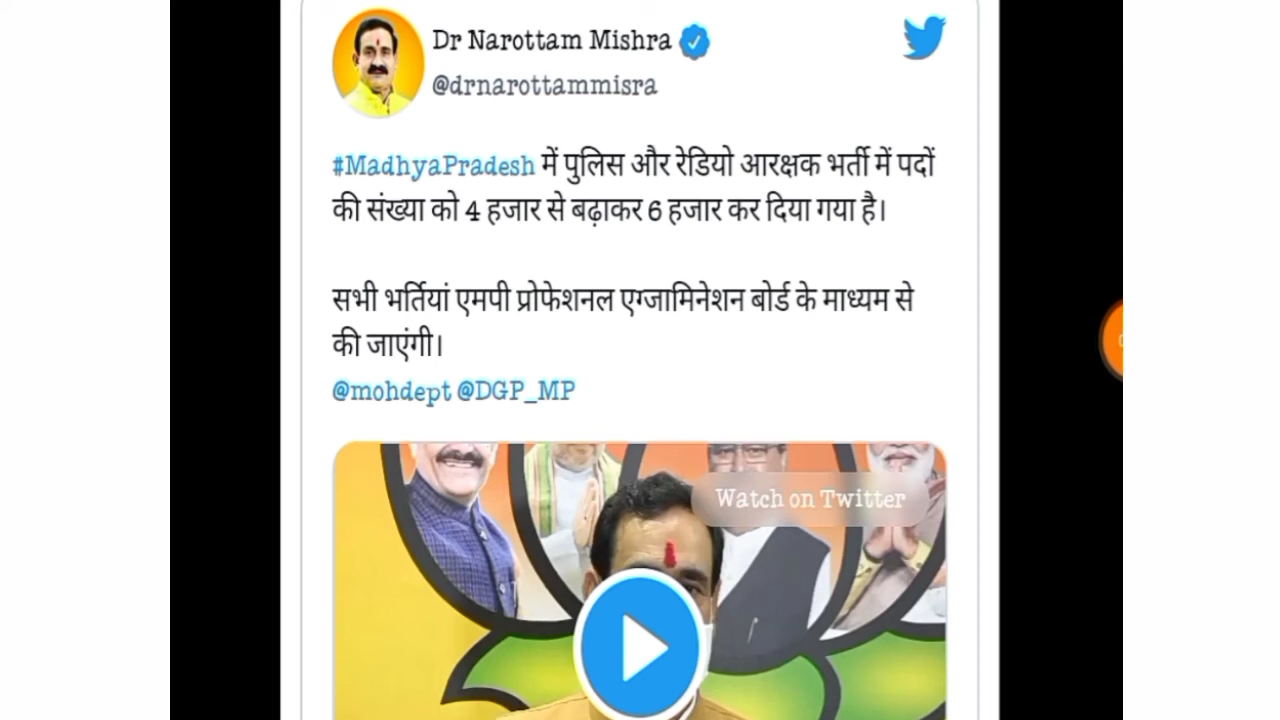 Dr Narottam Mishra
@drnarottammisra
#MadhyaPradesh में पुलिस और रेडियो आरक्षक भर्ती में पदों
की संख्या को 4 हजार से बढ़ाकर 6 हजार कर दिया गया है।
सभी भर्तियां एमपी प्रोफेशनल एग्जामिनेशन बोर्ड के माध्यम से
की जाएंगी।
@mohdept @DGP_MP
Watch on Twitter